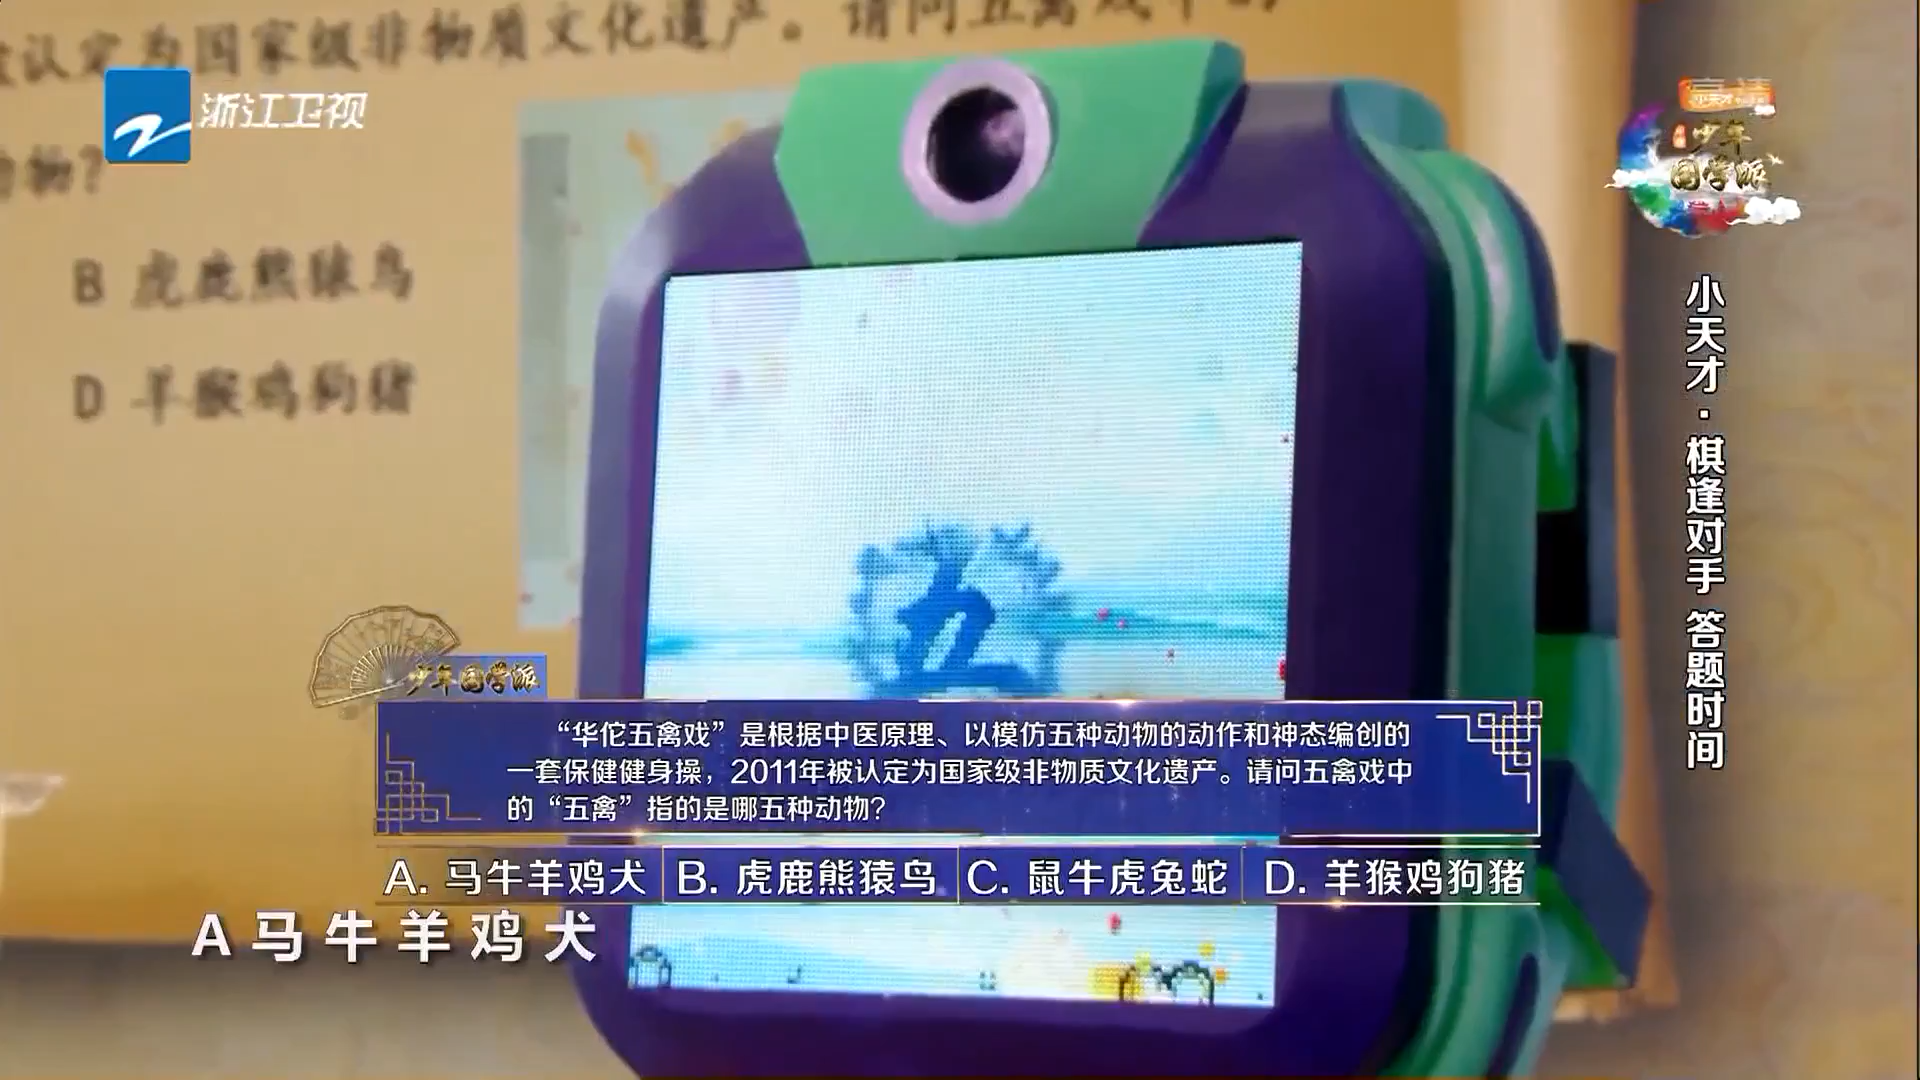 被认定为国家级非物质文化遗产。请问五禽戏中的
动物?
B 虎鹿熊猿鸟
D 羊猴鸡狗猪
浙江卫视
高清
小天才
少年
国学派
小天才·棋逢对手 答题时间
五
少年国学派
“华佗五禽戏”是根据中医原理、以模仿五种动物的动作和神态编创的
一套保健健身操，2011年被认定为国家级非物质文化遗产。请问五禽戏中
的“五禽”指的是哪五种动物?
A. 马牛羊鸡犬 B. 虎鹿熊猿鸟 C. 鼠牛虎兔蛇 D. 羊猴鸡狗猪
A 马牛羊鸡犬